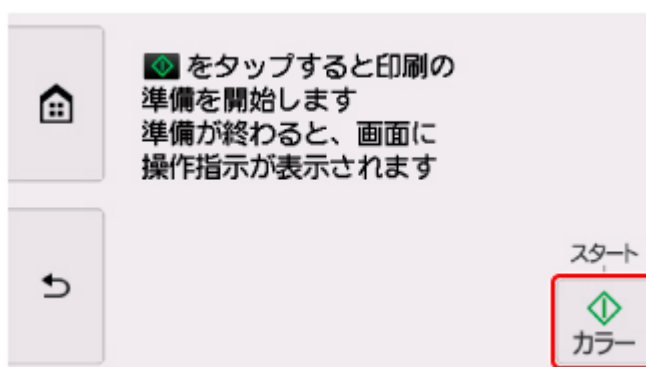 をタップすると印刷の
準備を開始します
準備が終わると、画面に
操作指示が表示されます
スタート
カラー